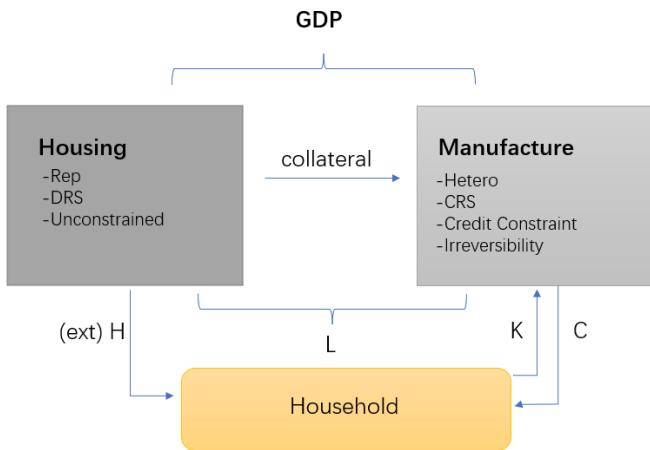 GDP
Housing
-Rep
-DRS
-Unconstrained
collateral
Manufacture
-Hetero
-CRS
-Credit Constraint
-Irreversibility
(ext) H
L
K
C
Household